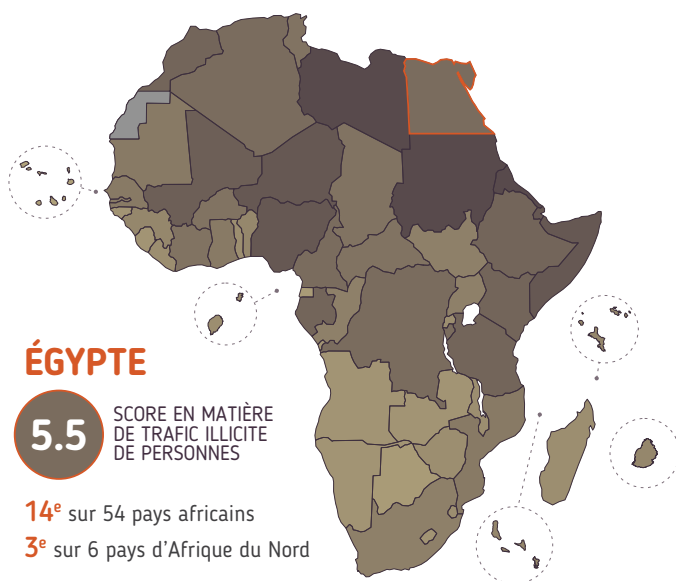 ÉGYPTE
5.5
SCORE EN MATIÈRE
DE TRAFIC ILLICITE
DE PERSONNES
14e sur 54 pays africains
3e sur 6 pays d'Afrique du Nord